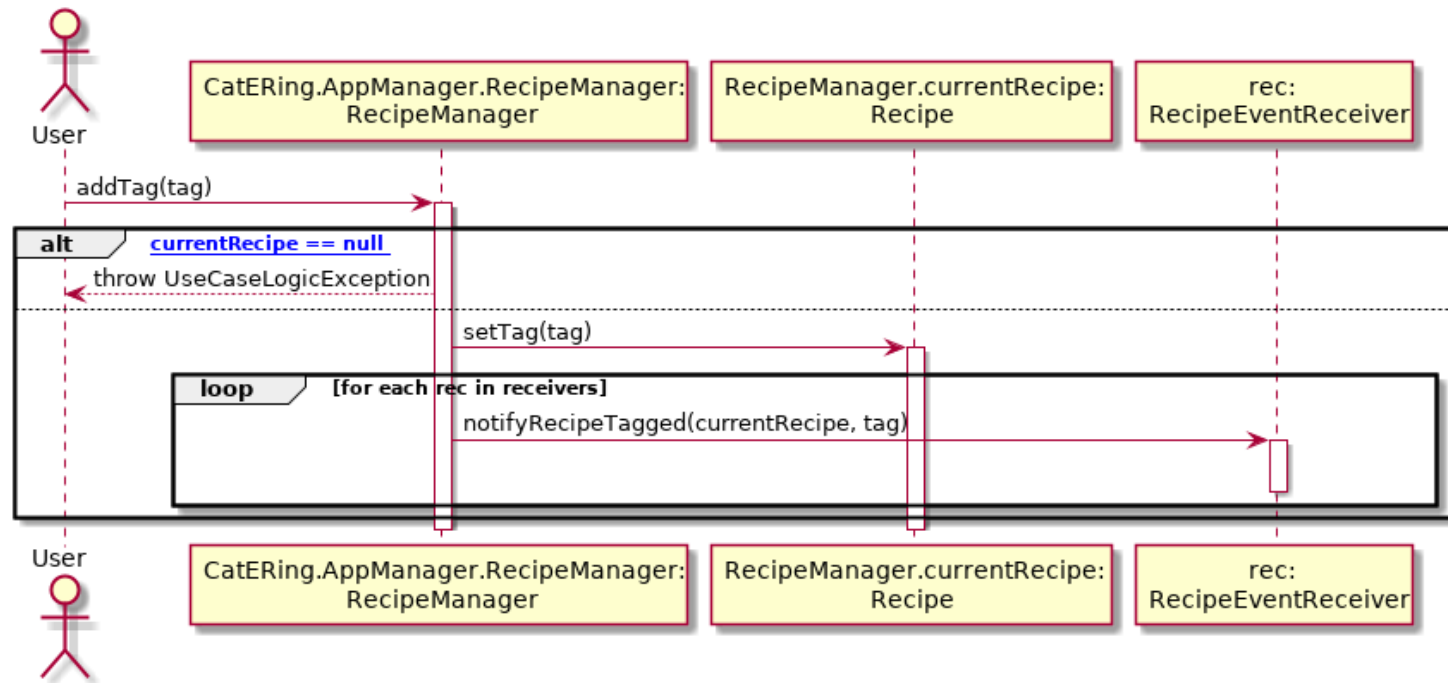 User
CatERing.AppManager.RecipeManager:
RecipeManager
RecipeManager.currentRecipe:
Recipe
rec:
RecipeEventReceiver
addTag(tag)
alt
currentRecipe == null
throw UseCaseLogicException
setTag(tag)
loop
[for each rec in receivers]
notifyRecipeTagged(currentRecipe, tag)
User
CatERing.AppManager.RecipeManager:
RecipeManager
RecipeManager.currentRecipe:
Recipe
rec:
RecipeEventReceiver